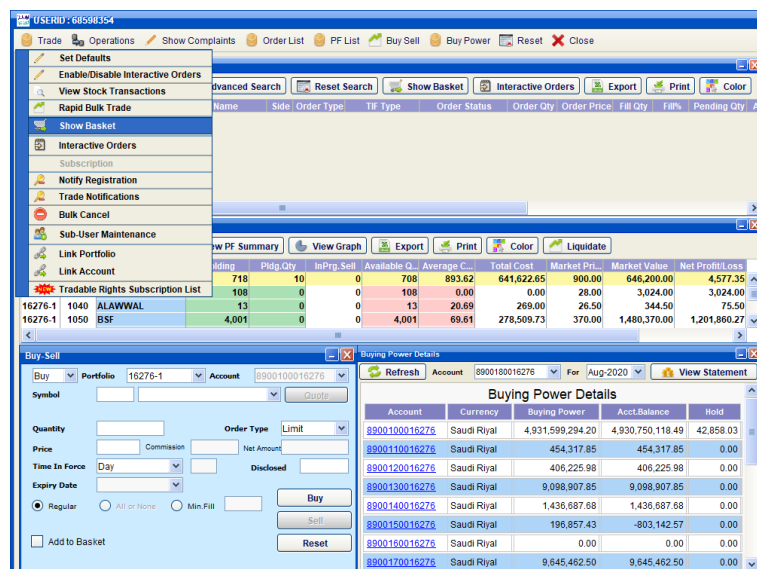 USERID : 68598354
Trade Operations Show Complaints Order List PF List Buy Sell Buy Power Reset Close
Set Defaults
Enable/Disable Interactive Orders
View Stock Transactions
Rapid Bulk Trade
Show Basket
Interactive Orders
Subscription
Notify Registration
Trade Notifications
Bulk Cancel
Sub-User Maintenance
Link Portfolio
Link Account
NEW Tradable Rights Subscription List
dvanced Search Reset Search Show Basket Interactive Orders Export Print Color
Name Side Order Type TIF Type Order Status Order Qty Order Price Fill Qty Fill% Pending Qty
ew PF Summary View Graph Export Print Color Liquidate
lding Pldg.Qty InPrg.Sell Available Q... Average C... Total Cost Market Pri... Market Value Net Profit/Loss
718 10 0 708 893.62 641,622.65 900.00 646,200.00 4,577.35
108 0 0 108 0.00 0.00 28.00 3,024.00 3,024.00
16276-1 1040 ALAWWAL 13 0 0 13 20.69 269.00 26.50 344.50 75.50
16276-1 1050 BSF 4,001 0 0 4,001 69.61 278,509.73 370.00 1,480,370.00 1,201,860.27
Buy-Sell
Buy Portfolio 16276-1 Account 8900100016276
Symbol Quote
Quantity Order Type Limit
Price Commission Net Amount
Time In Force Day Disclosed
Expiry Date
Regular All or None Min.Fill
Buy
Sell
Add to Basket Reset
Buying Power Details
Refresh Account 8900180016276 For Aug-2020 View Statement
Buying Power Details
Account Currency Buying Power Acct.Balance Hold
8900100016276 Saudi Riyal 4,931,599,294.20 4,930,750,118.49 42,858.03
8900110016276 Saudi Riyal 454,317.85 454,317.85 0.00
8900120016276 Saudi Riyal 406,225.98 406,225.98 0.00
8900130016276 Saudi Riyal 9,098,907.85 9,098,907.85 0.00
8900140016276 Saudi Riyal 1,436,687.68 1,436,687.68 0.00
8900150016276 Saudi Riyal 196,857.43 -803,142.57 0.00
8900160016276 Saudi Riyal 0.00 0.00 0.00
8900170016276 Saudi Riyal 9,645,462.50 9,645,462.50 0.00